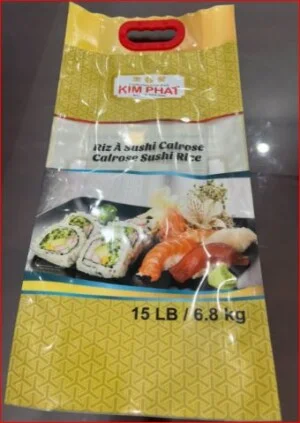 KIM PHAT
Riz À Sushi Calrose
Calrose Sushi Rice
15 LB / 6.8 kg